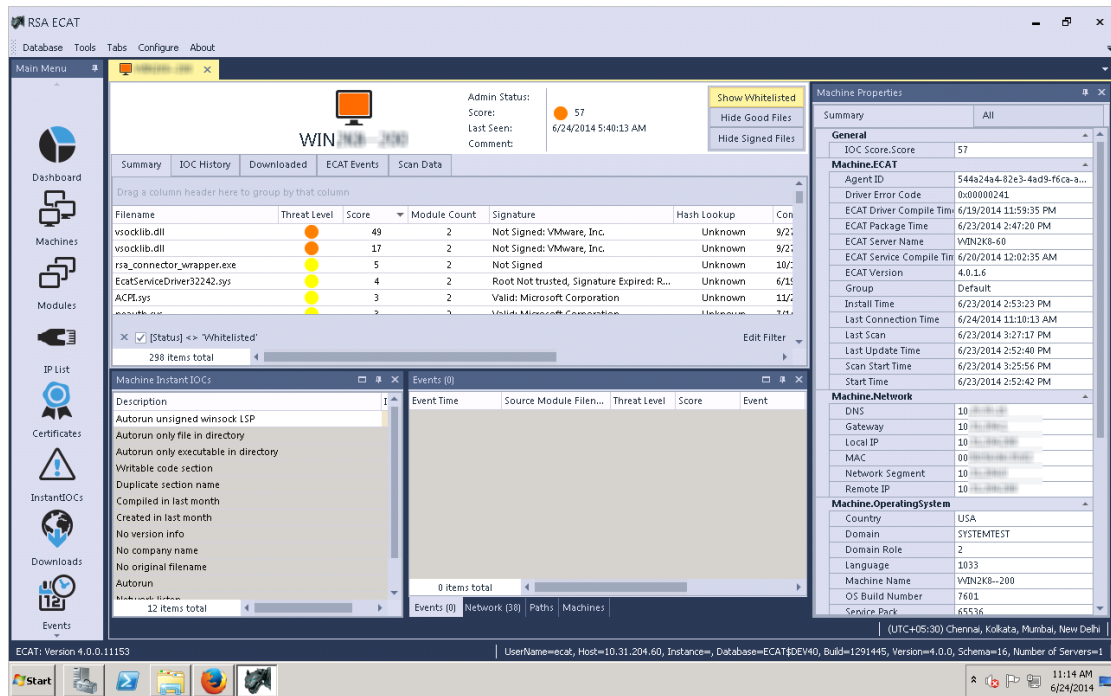 RSA ECAT
Database Tools Tabs Configure About
Main Menu
Dashboard
Machines
Modules
IP List
Certificates
InstantIOCs
Downloads
Events
WIN
Admin Status:
Score: 57
Last Seen: 6/24/2014 5:40:13 AM
Comment:
Show Whitelisted
Hide Good Files
Hide Signed Files
Summary IOC History Downloaded ECAT Events Scan Data
Drag a column header here to group by that column
Filename Threat Level Score Module Count Signature Hash Lookup Con
vsocklib.dll 49 2 Not Signed: VMware, Inc. Unknown 9/27
vsocklib.dll 17 2 Not Signed: VMware, Inc. Unknown 9/27
rsa_connector_wrapper.exe 5 2 Not Signed Unknown 10/
EcatServiceDriver32242.sys 4 2 Root Not trusted, Signature Expired: R... Unknown 6/19
ACPI.sys 3 2 Valid: Microsoft Corporation Unknown 11/2
[Status] <> 'Whitelisted' Edit Filter
298 items total
Machine Instant IOCs
Description
Autorun unsigned winsock LSP
Autorun only file in directory
Autorun only executable in directory
Writable code section
Duplicate section name
Compiled in last month
Created in last month
No version info
No company name
No original filename
Autorun
Network listen
12 items total
Events (0)
Event Time Source Module Filen... Threat Level Score Event
0 items total
Events (0) Network (38) Paths Machines
Machine Properties
Summary All
General
IOC Score.Score 57
Machine.ECAT
Agent ID 544a24a4-82e3-4ad9-f6ca-a...
Driver Error Code 0x00000241
ECAT Driver Compile Time 6/19/2014 11:59:35 PM
ECAT Package Time 6/23/2014 2:47:20 PM
ECAT Server Name WIN2K8-60
ECAT Service Compile Tim 6/20/2014 12:02:35 AM
ECAT Version 4.0.1.6
Group Default
Install Time 6/23/2014 2:53:23 PM
Last Connection Time 6/24/2014 11:10:13 AM
Last Scan 6/23/2014 3:27:17 PM
Last Update Time 6/23/2014 2:52:40 PM
Scan Start Time 6/23/2014 3:25:56 PM
Start Time 6/23/2014 2:52:42 PM
Machine.Network
DNS 10
Gateway 10
Local IP 10
MAC 00
Network Segment 10
Remote IP 10
Machine.OperatingSystem
Country USA
Domain SYSTEMTEST
Domain Role 2
Language 1033
Machine Name WIN2K8--200
OS Build Number 7601
Service Pack 65536
(UTC+05:30) Chennai, Kolkata, Mumbai, New Delhi
ECAT: Version 4.0.0.11153
UserName=ecat, Host=10.31.204.60, Instance=, Database=ECAT$DEV40, Build=1291445, Version=4.0.0, Schema=16, Number of Servers=1
Start
11:14 AM
6/24/2014